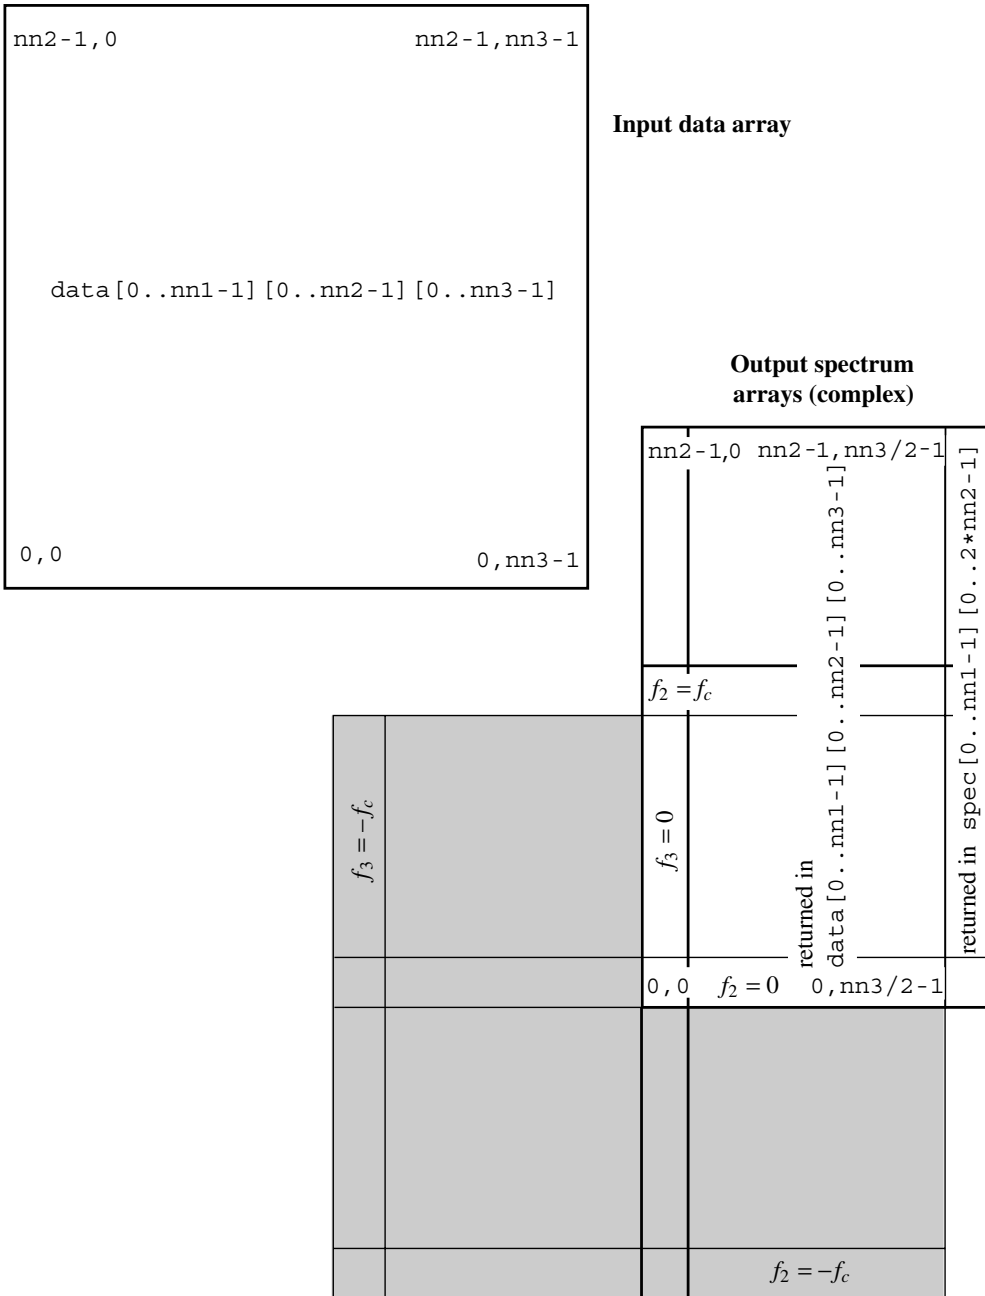 nn2-1,0 nn2-1,nn3-1
Input data array
data[0..nn1-1][0..nn2-1][0..nn3-1]
0,0 0,nn3-1
Output spectrum
arrays (complex)
nn2-1,0 nn2-1,nn3/2-1
returned in
data[0..nn1-1][0..nn2-1][0..nn3-1]
returned in spec[0..nn1-1][0..2*nn2-1]
f₂ = f_c
f₃ = −f_c
f₃ = 0
0,0 f₂ = 0 0,nn3/2-1
f₂ = −f_c